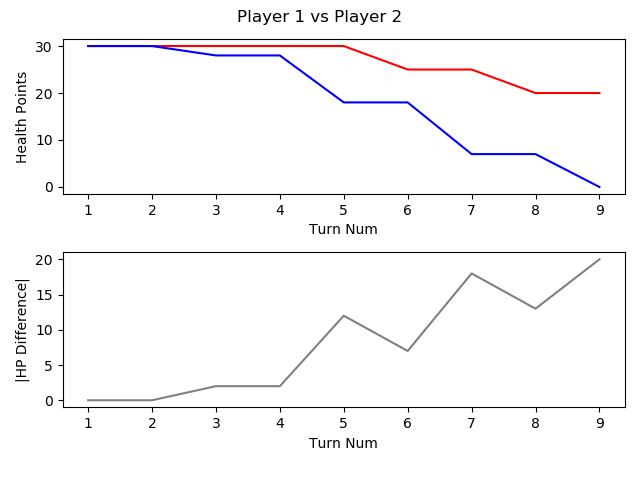 Player 1 vs Player 2
30
20
10
0
Health Points
1 2 3 4 5 6 7 8 9
Turn Num
20
15
10
5
0
|HP Difference|
1 2 3 4 5 6 7 8 9
Turn Num